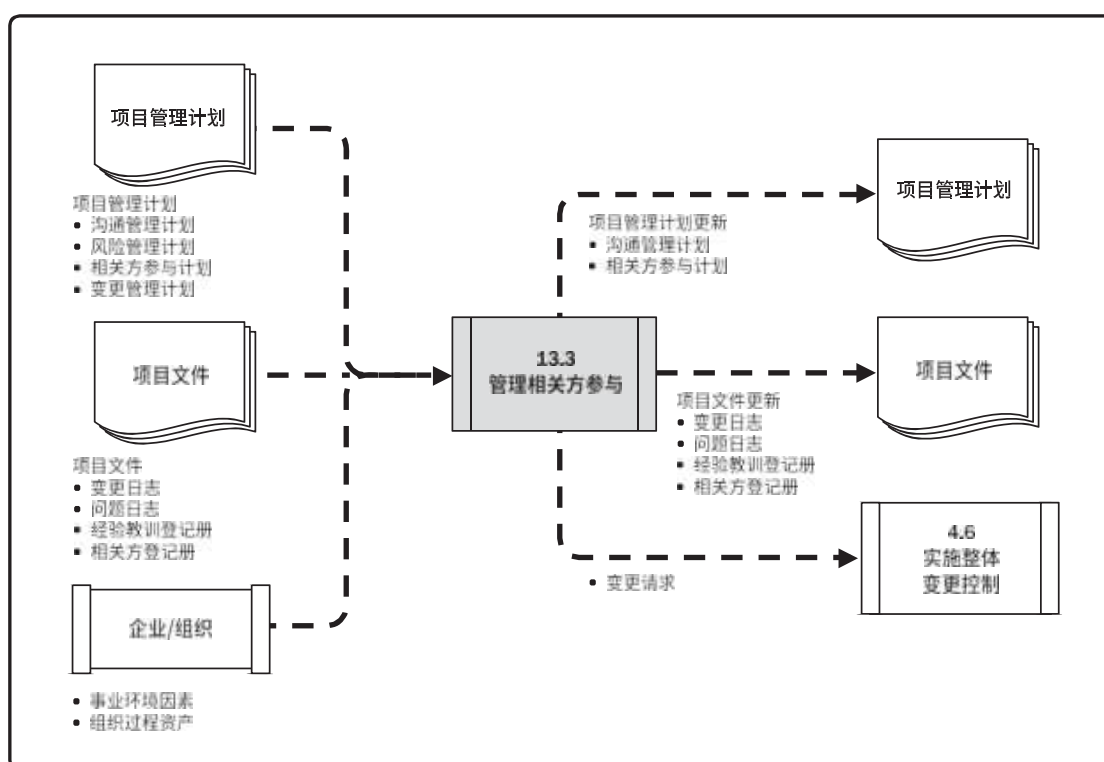 项目管理计划
项目管理计划
• 沟通管理计划
• 风险管理计划
▪ 相关方参与计划
• 变更管理计划
项目文件
项目文件
• 变更日志
• 问题日志
▪ 经验教训登记册
▪ 相关方登记册
企业/组织
• 事业环境因素
• 组织过程资产
13.3
管理相关方参与
项目管理计划更新
• 沟通管理计划
▪ 相关方参与计划
项目管理计划
项目文件更新
• 变更日志
• 问题日志
▪ 经验教训登记册
▪ 相关方登记册
项目文件
• 变更请求
4.6
实施整体
变更控制